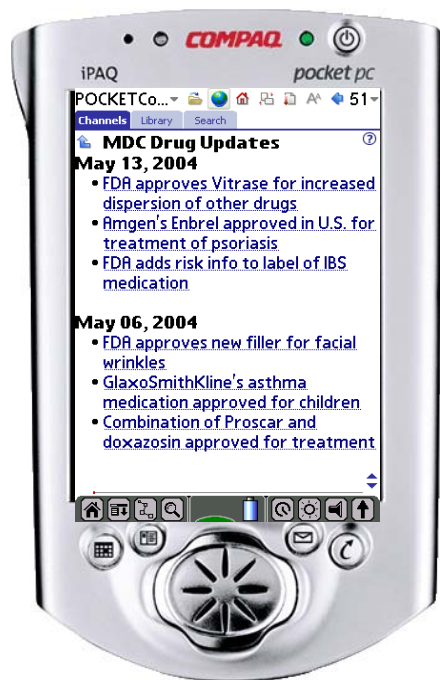 COMPAQ
iPAQ pocket pc
POCKETCo... AA 51
Channels Library Search
MDC Drug Updates ?
May 13, 2004
• FDA approves Vitrase for increased
dispersion of other drugs
• Amgen's Enbrel approved in U.S. for
treatment of psoriasis
• FDA adds risk info to label of IBS
medication
May 06, 2004
• FDA approves new filler for facial
wrinkles
• GlaxoSmithKline's asthma
medication approved for children
• Combination of Proscar and
doxazosin approved for treatment